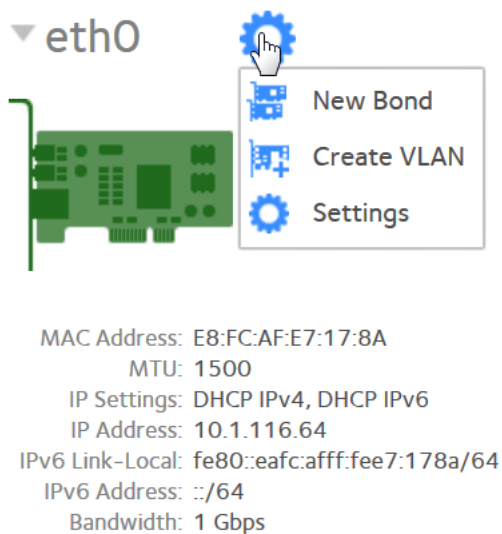 eth0
New Bond
Create VLAN
Settings
MAC Address: E8:FC:AF:E7:17:8A
MTU: 1500
IP Settings: DHCP IPv4, DHCP IPv6
IP Address: 10.1.116.64
IPv6 Link-Local: fe80::eafc:afff:fee7:178a/64
IPv6 Address: ::/64
Bandwidth: 1 Gbps